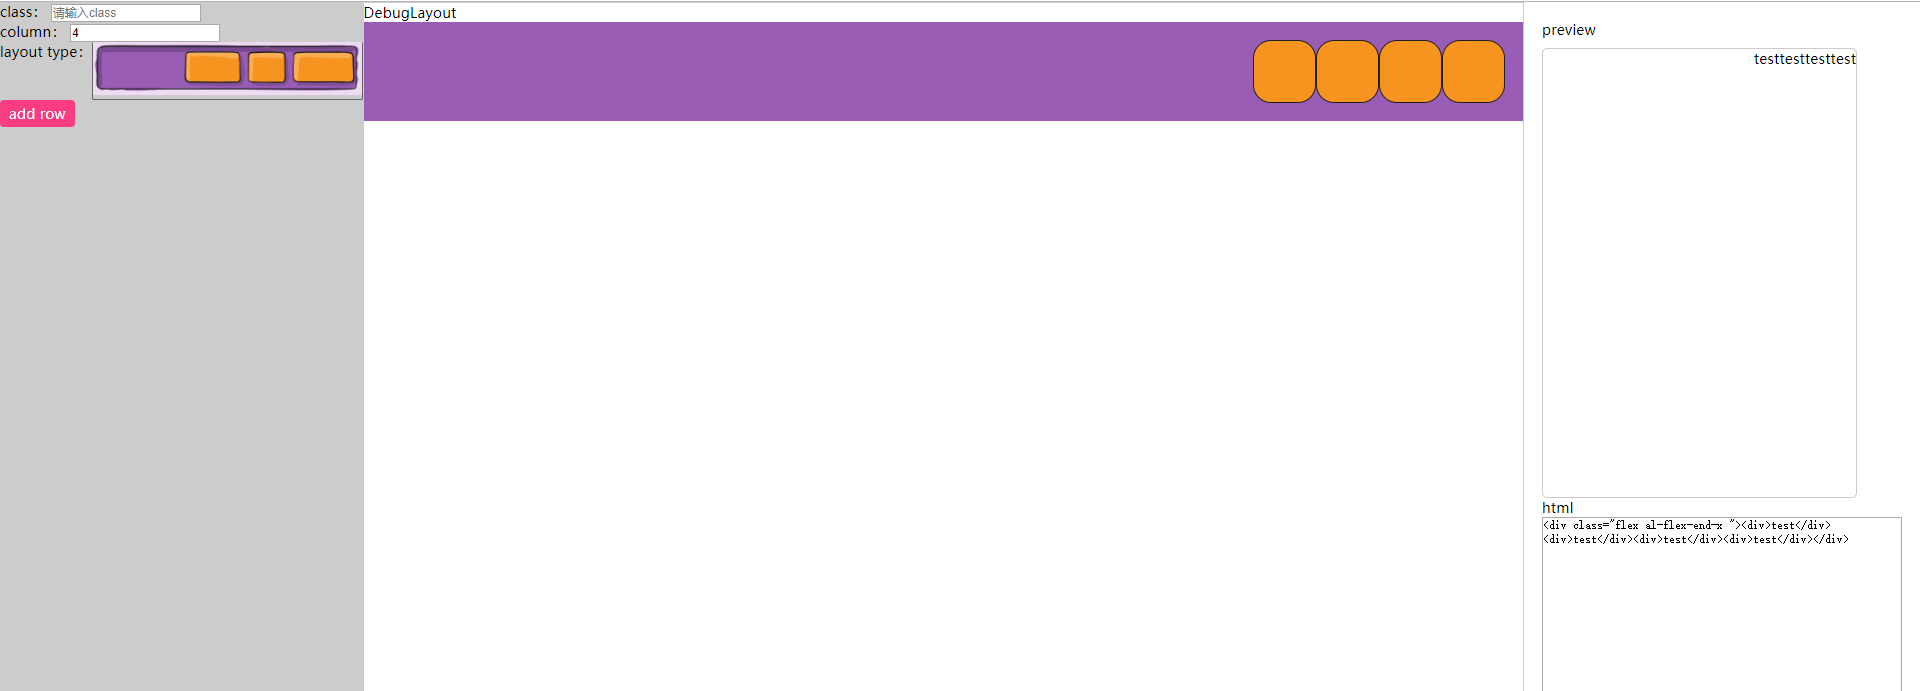 class:
请输入class
column:
4
layout type:
add row
DebugLayout
preview
testtesttesttest
html
<div class="flex al-flex-end-x "><div>test</div>
<div>test</div><div>test</div><div>test</div></div>